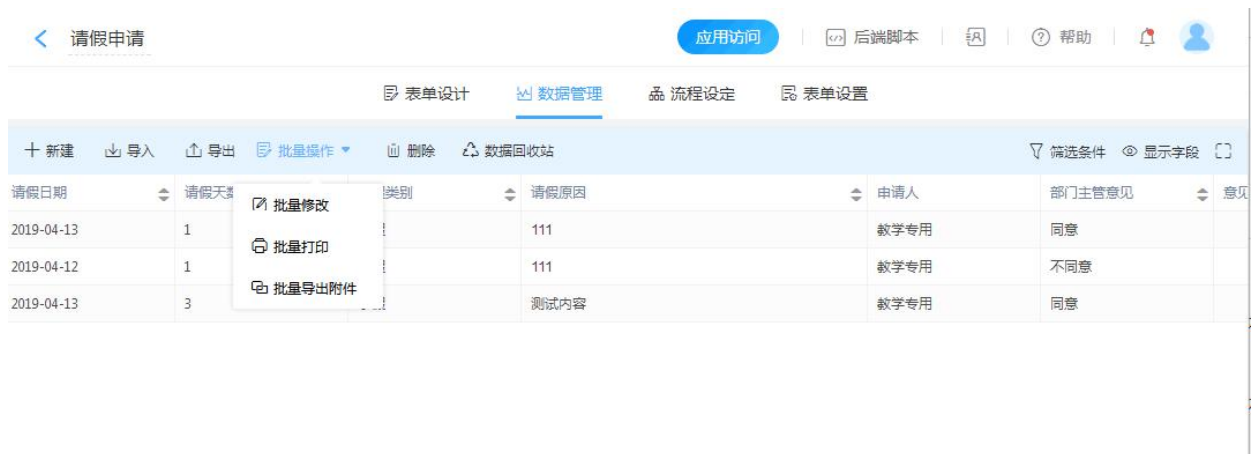 请假申请
应用访问 后端脚本 帮助
表单设计 数据管理 流程设定 表单设置
新建 导入 导出 批量操作 删除 数据回收站 筛选条件 显示字段
请假日期 请假天 类别 请假原因 申请人 部门主管意见 意见
批量修改
2019-04-13 1 111 教学专用 同意
批量打印
2019-04-12 1 111 教学专用 不同意
批量导出附件
2019-04-13 3 测试内容 教学专用 同意